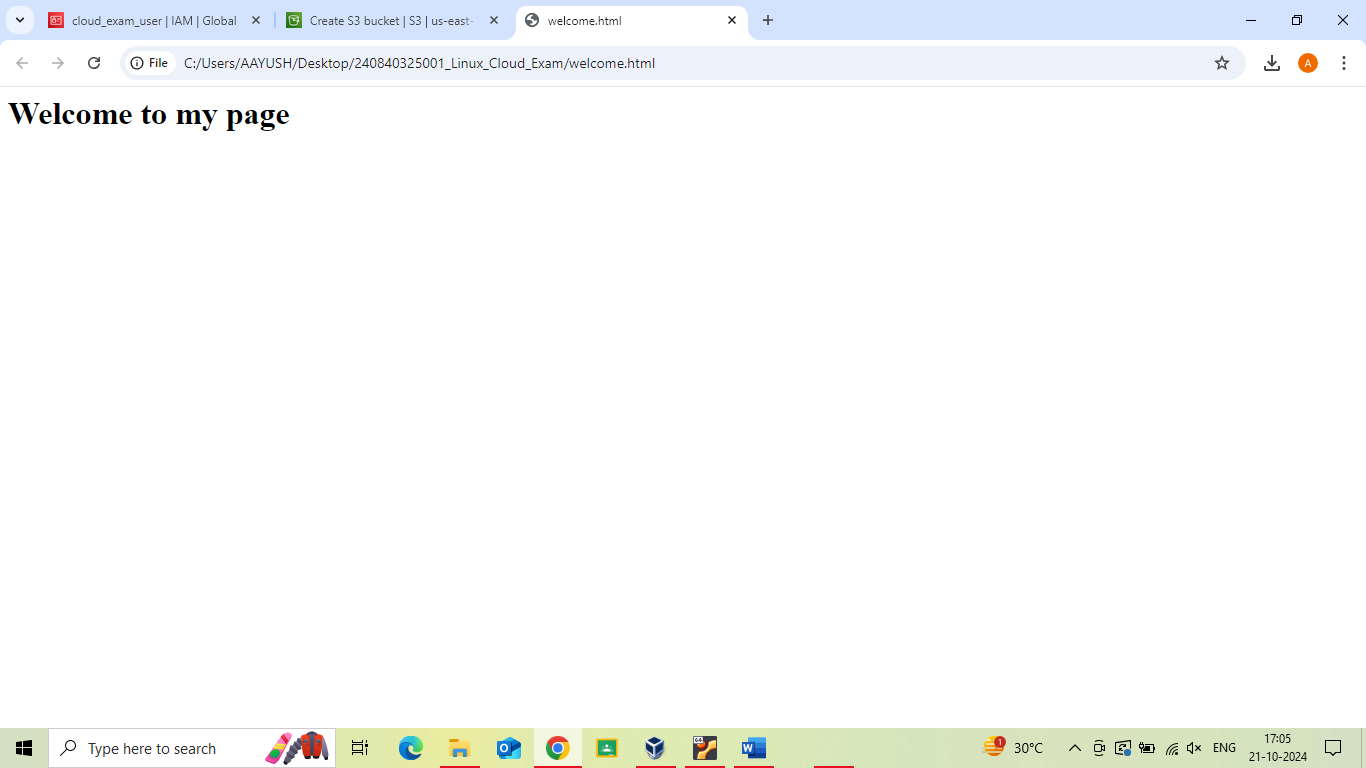 cloud_exam_user | IAM | Global
Create S3 bucket | S3 | us-east-
welcome.html
File
C:/Users/AAYUSH/Desktop/240840325001_Linux_Cloud_Exam/welcome.html
A
Welcome to my page
Type here to search
1
30°C
ENG
17:05
21-10-2024